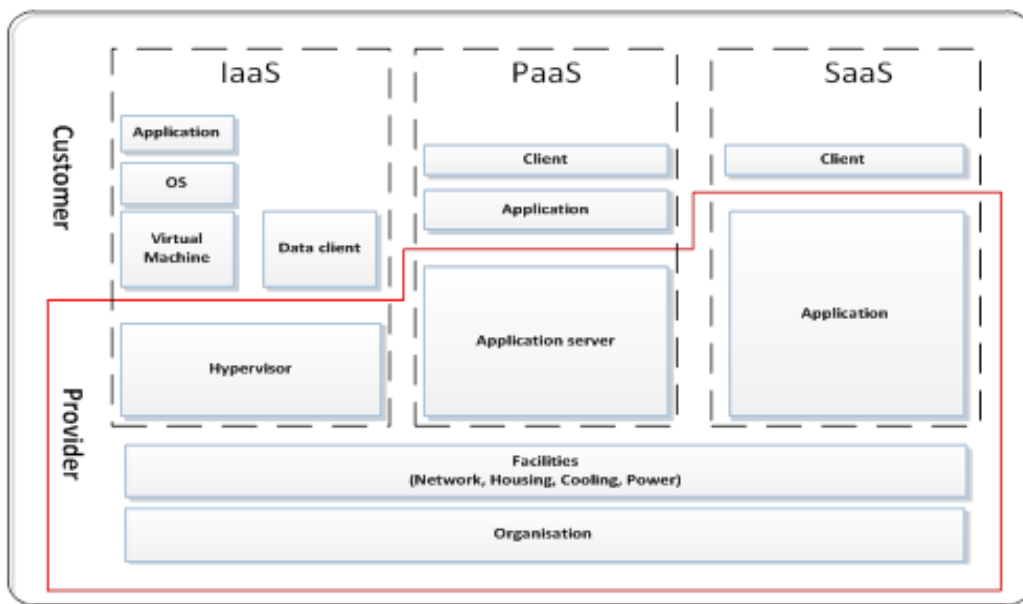 IaaS
PaaS
SaaS
Customer
Application
OS
Virtual
Machine
Data client
Client
Application
Client
Application server
Application
Provider
Hypervisor
Facilities
(Network, Housing, Cooling, Power)
Organisation